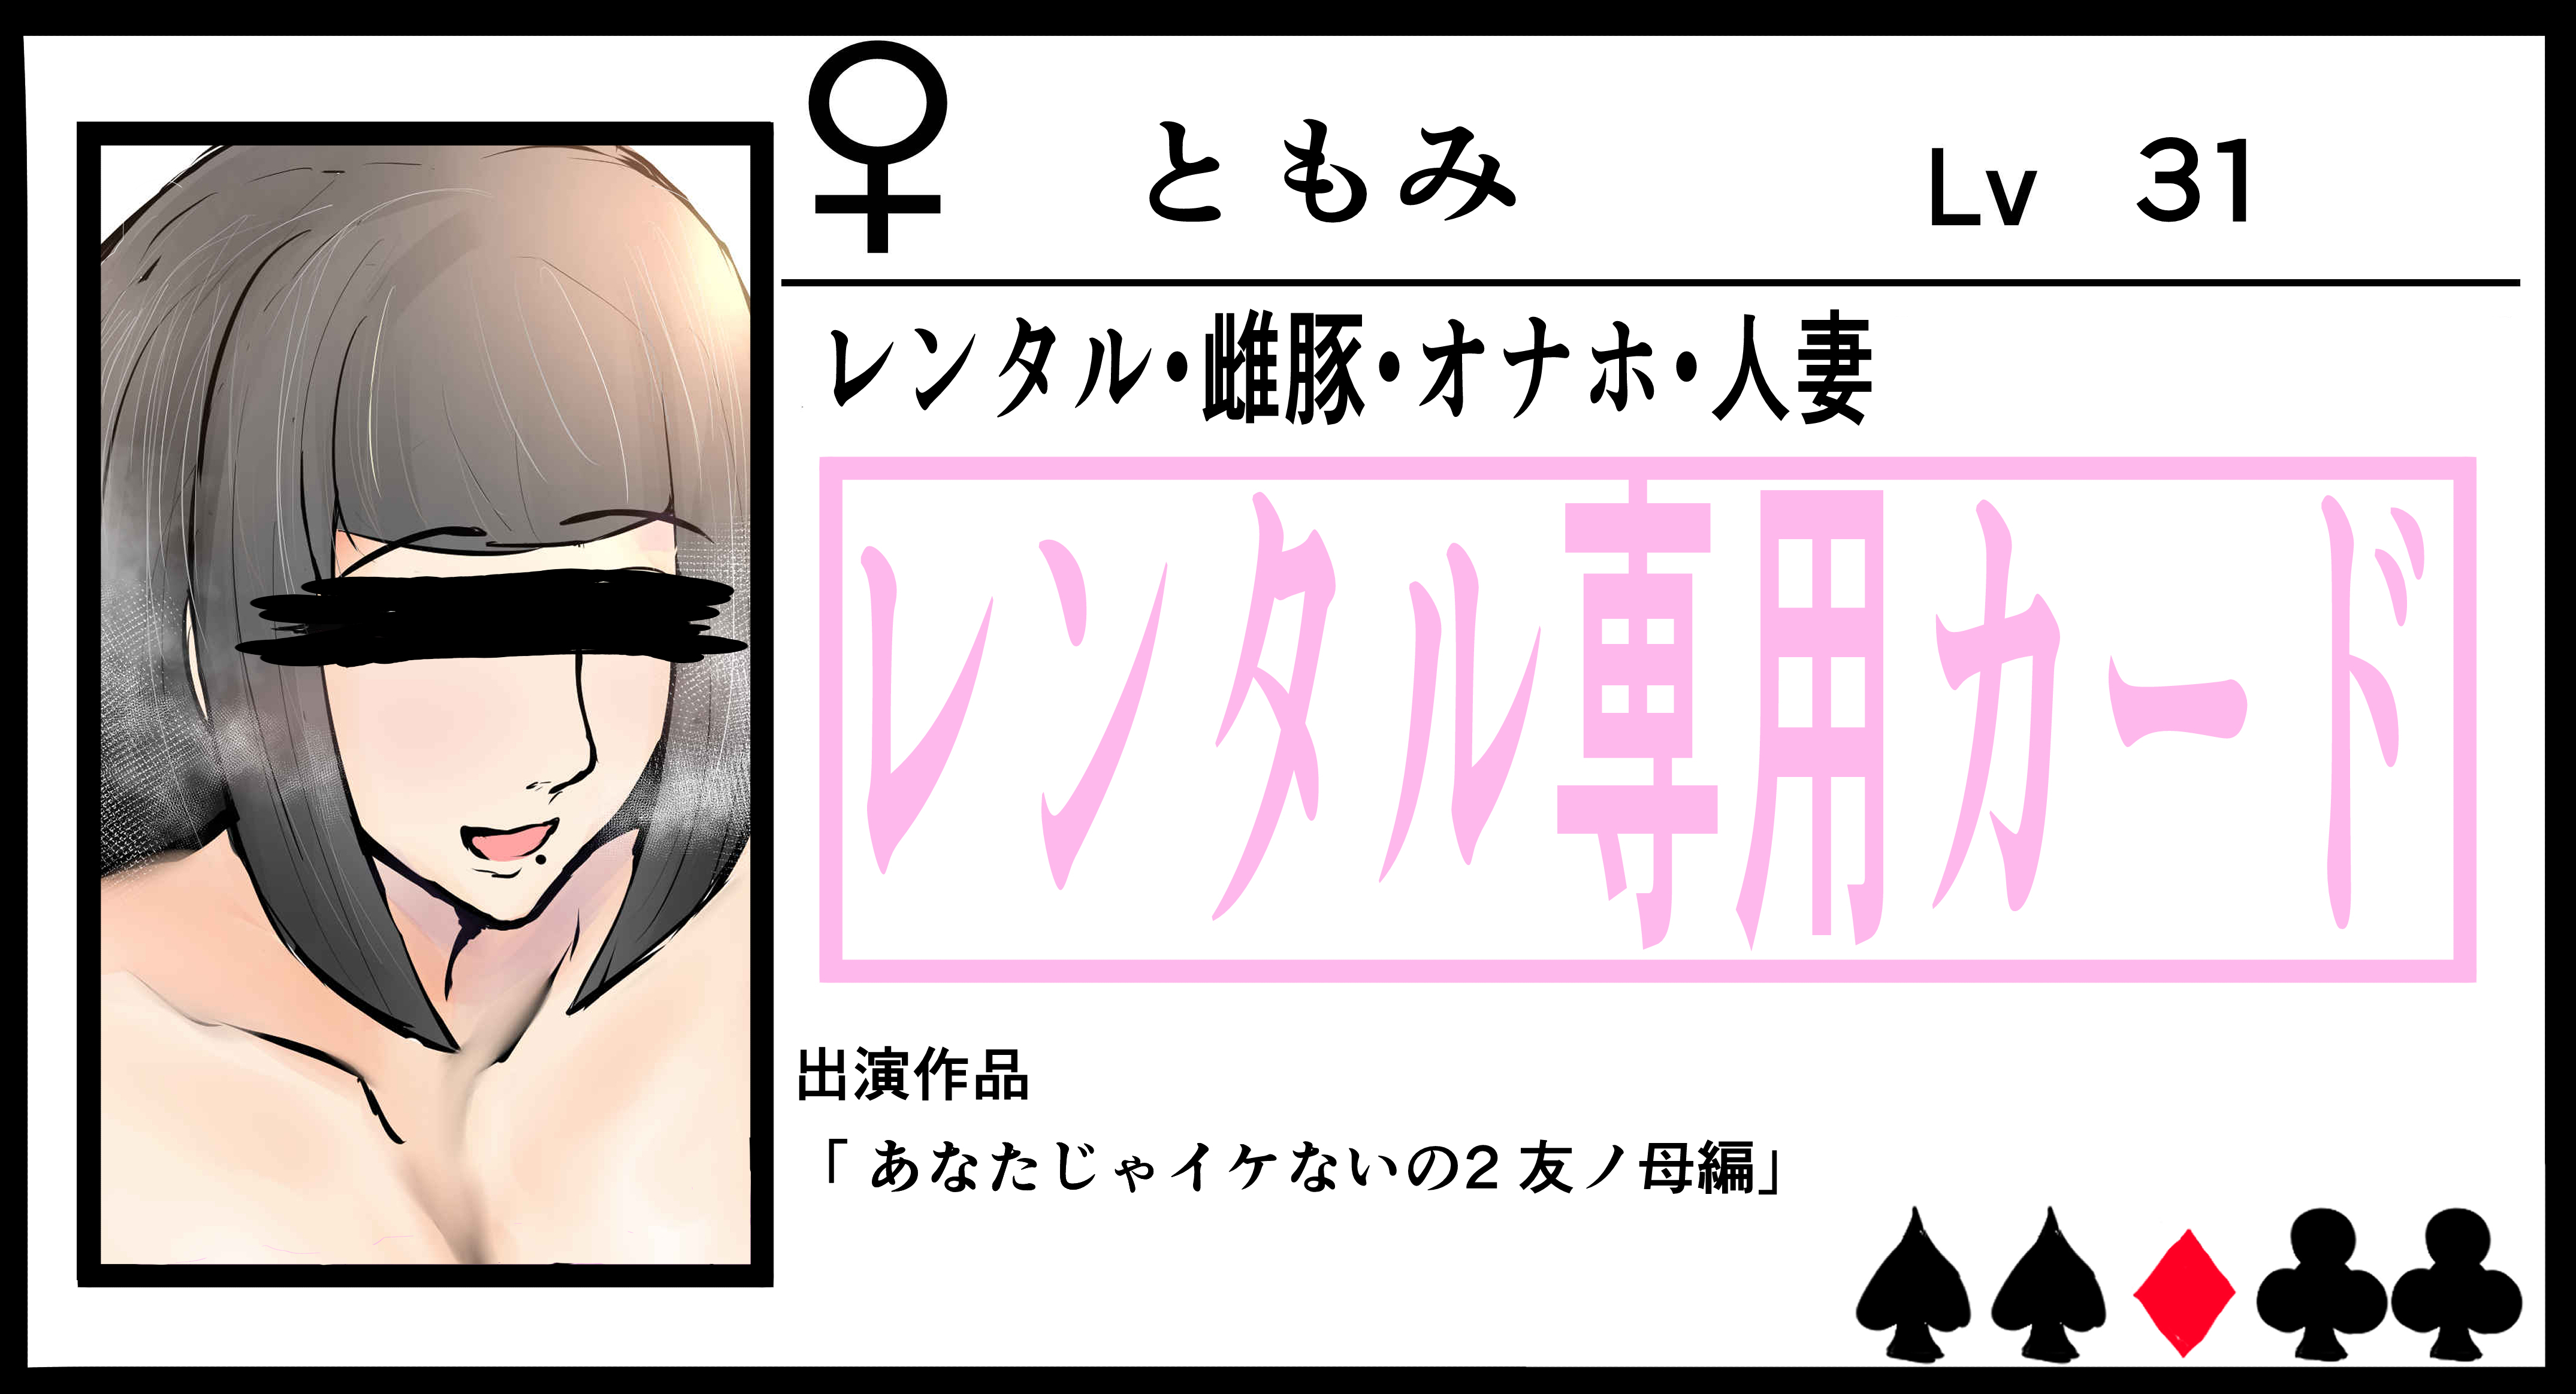 ♀ ともみ Lv 31
レンタル・雌豚・オナホ・人妻
レンタル専用カード
出演作品
「あなたじゃイケないの2 友ノ母編」
♠♠♦♣♣